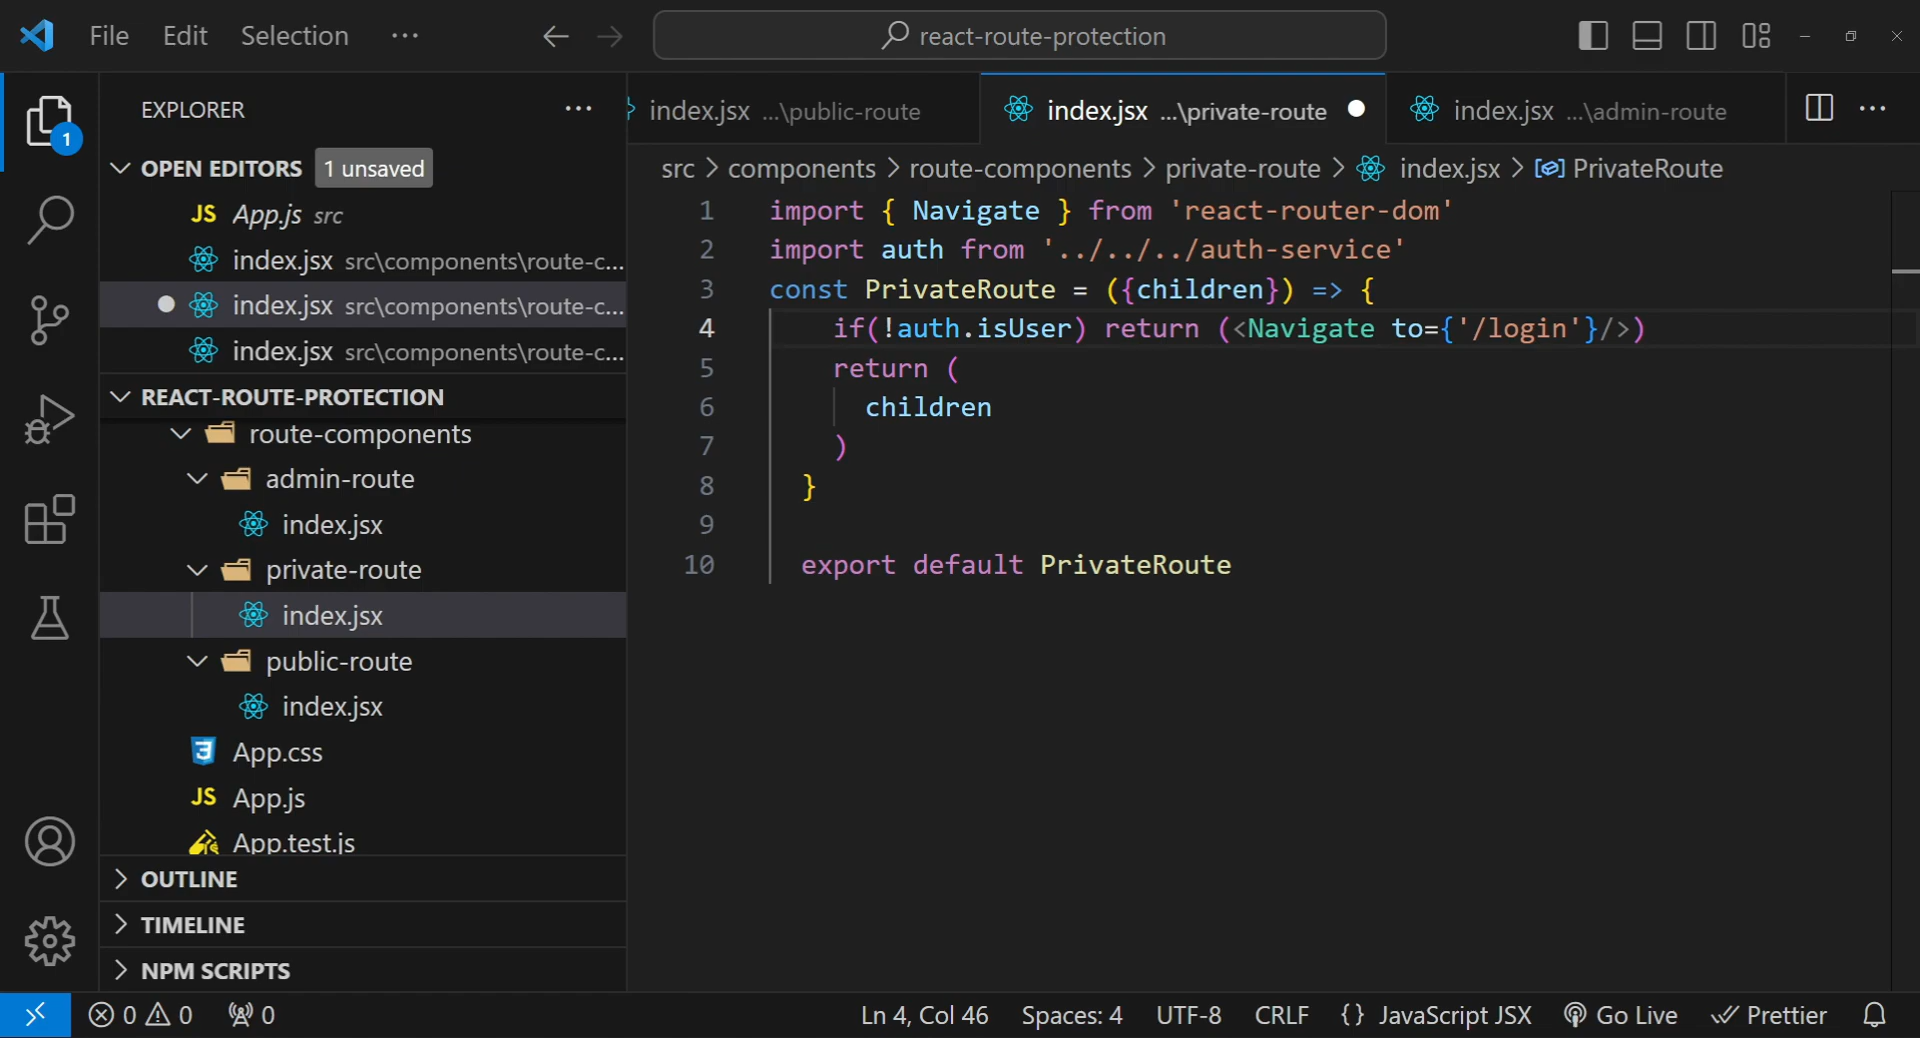 File Edit Selection ···
react-route-protection
EXPLORER ···
1
OPEN EDITORS 1 unsaved
JS App.js src
index.jsx src\components\route-c...
index.jsx src\components\route-c...
index.jsx src\components\route-c...
REACT-ROUTE-PROTECTION
route-components
admin-route
index.jsx
private-route
index.jsx
public-route
index.jsx
App.css
JS App.js
App.test.js
OUTLINE
TIMELINE
NPM SCRIPTS
index.jsx ...\public-route
index.jsx ...\private-route
index.jsx ...\admin-route ···
src > components > route-components > private-route > index.jsx > PrivateRoute
1 import { Navigate } from 'react-router-dom'
2 import auth from '../../../auth-service'
3 const PrivateRoute = ({children}) => {
4 if(!auth.isUser) return (<Navigate to={'/login'}/>)
5 return (
6 children
7 )
8 }
9
10 export default PrivateRoute
0 0 0
Ln 4, Col 46 Spaces: 4 UTF-8 CRLF {} JavaScript JSX Go Live Prettier